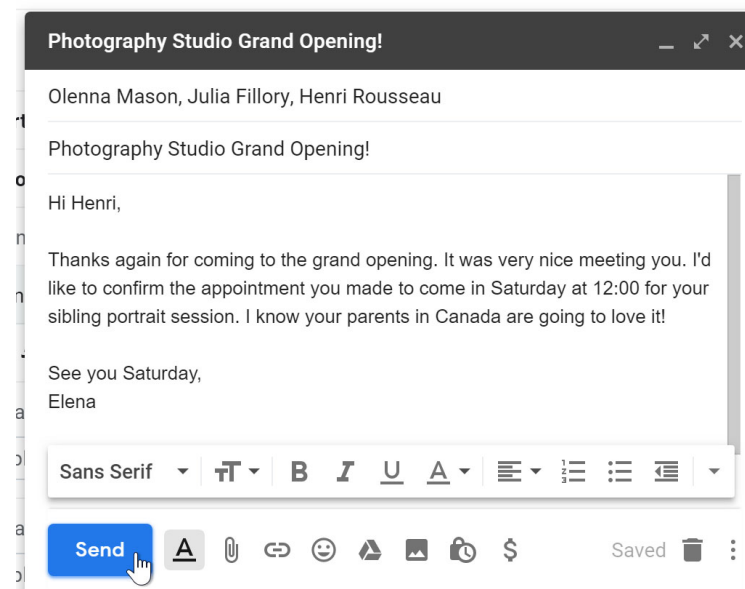 Photography Studio Grand Opening!
Olenna Mason, Julia Fillory, Henri Rousseau
Photography Studio Grand Opening!
Hi Henri,
Thanks again for coming to the grand opening. It was very nice meeting you. I'd
like to confirm the appointment you made to come in Saturday at 12:00 for your
sibling portrait session. I know your parents in Canada are going to love it!
See you Saturday,
Elena
Sans Serif
Send
Saved